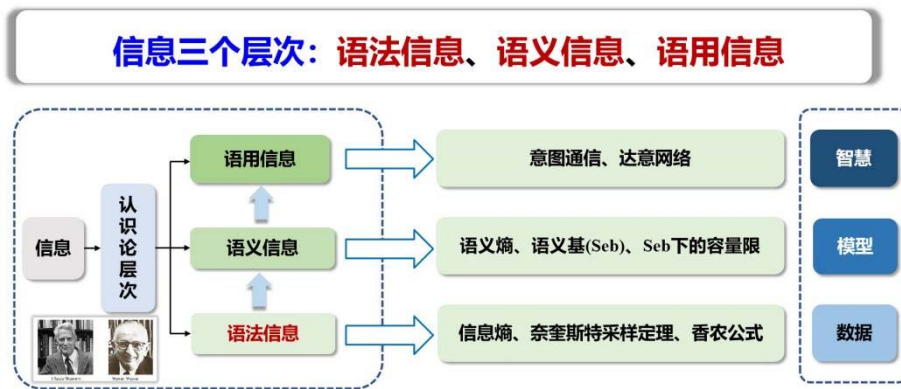 信息三个层次：语法信息、语义信息、语用信息
语用信息
意图通信、达意网络
智慧
信息
认识论层次
语义信息
语义熵、语义基(Seb)、Seb下的容量限
模型
语法信息
信息熵、奈奎斯特采样定理、香农公式
数据